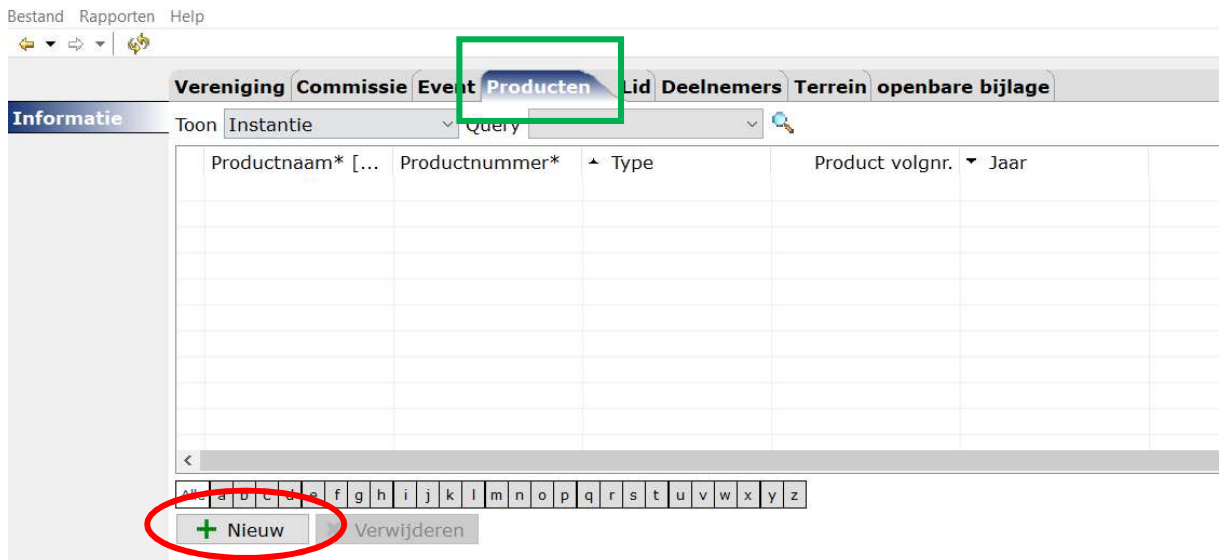 Bestand Rapporten Help
Vereniging Commissie Event Producten Lid Deelnemers Terrein openbare bijlage
Informatie
Toon Instantie Query
Productnaam* [... Productnummer* Type Product volgnr. Jaar
Alle a b c d e f g h i j k l m n o p q r s t u v w x y z
Nieuw Verwijderen